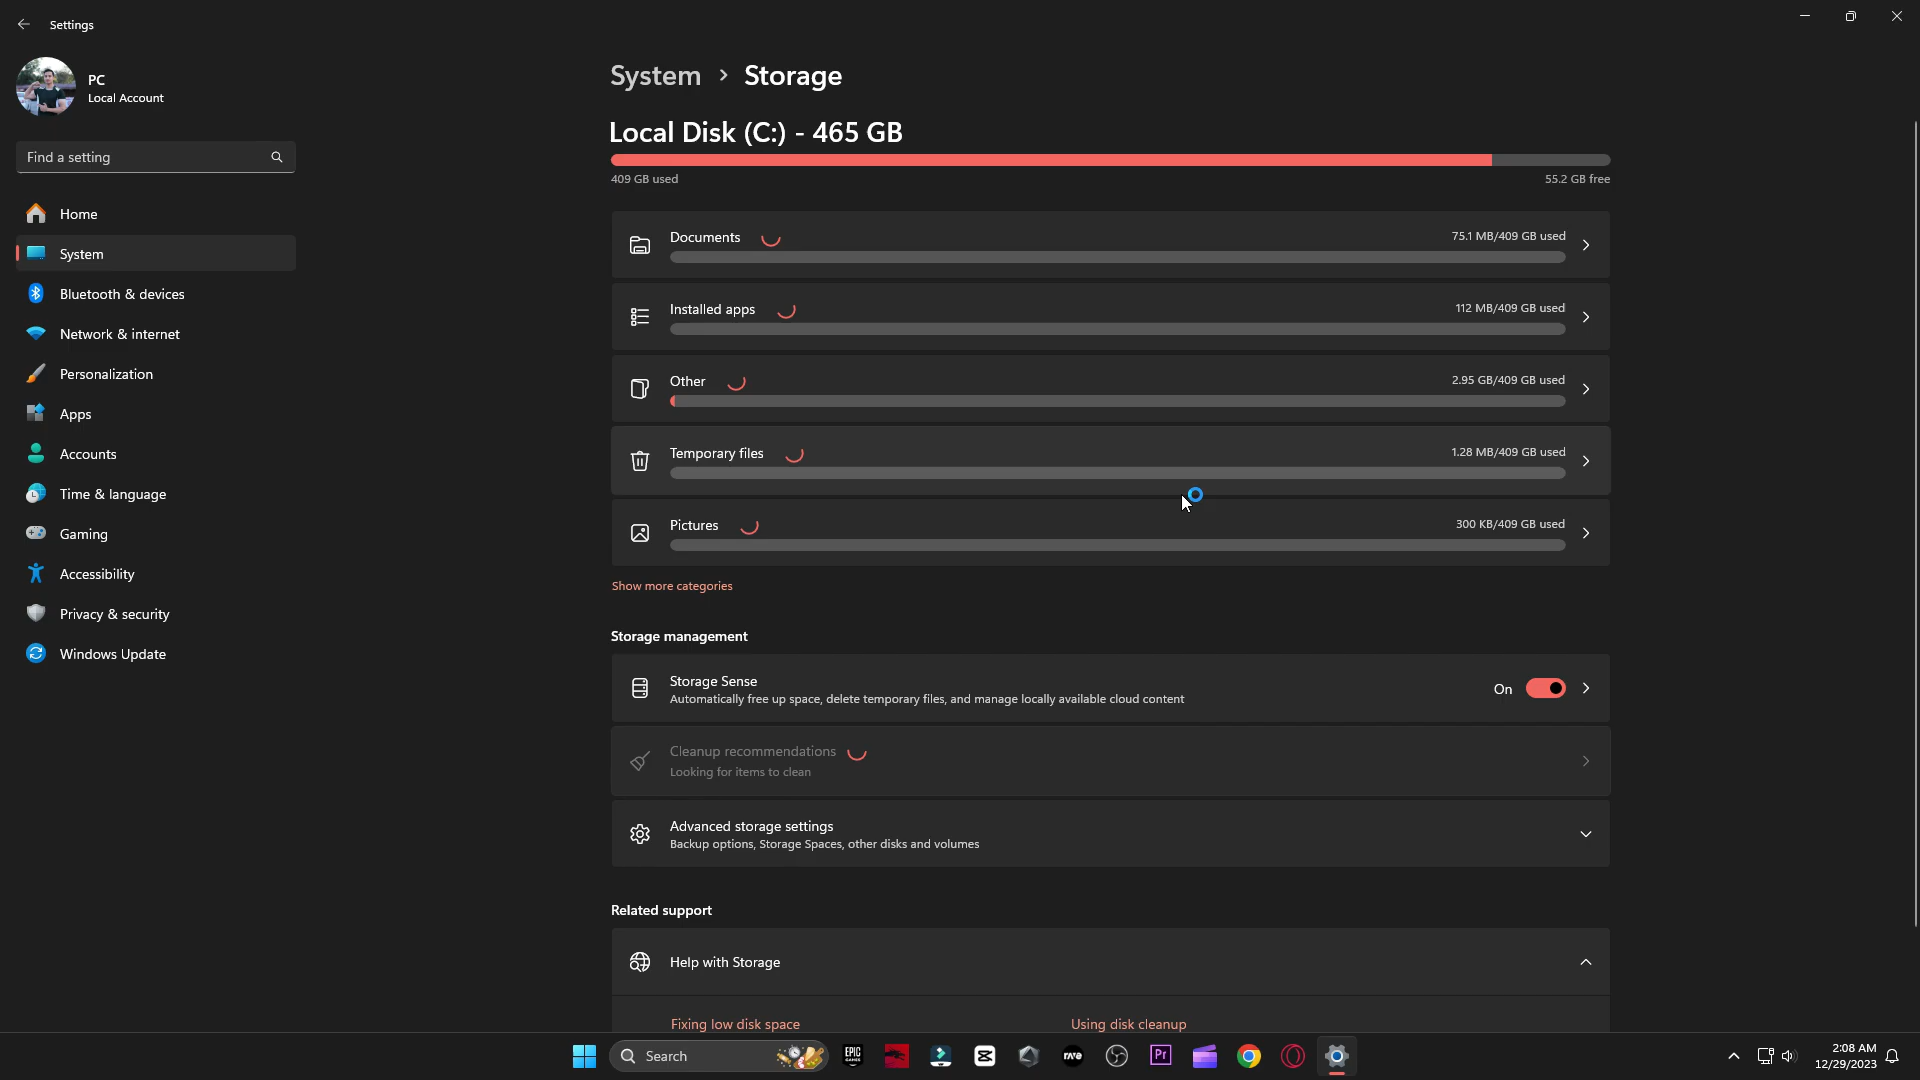 Settings
PC
Local Account
Find a setting
Home
System
Bluetooth & devices
Network & internet
Personalization
Apps
Accounts
Time & language
Gaming
Accessibility
Privacy & security
Windows Update
System > Storage
Local Disk (C:) - 465 GB
409 GB used
55.2 GB free
Documents
75.1 MB/409 GB used
Installed apps
112 MB/409 GB used
Other
2.95 GB/409 GB used
Temporary files
1.28 MB/409 GB used
Pictures
300 KB/409 GB used
Show more categories
Storage management
Storage Sense
Automatically free up space, delete temporary files, and manage locally available cloud content
On
Cleanup recommendations
Looking for items to clean
Advanced storage settings
Backup options, Storage Spaces, other disks and volumes
Related support
Help with Storage
Fixing low disk space
Using disk cleanup
Search
EPIC GAMES
rave
Pr
2:08 AM
12/29/2023